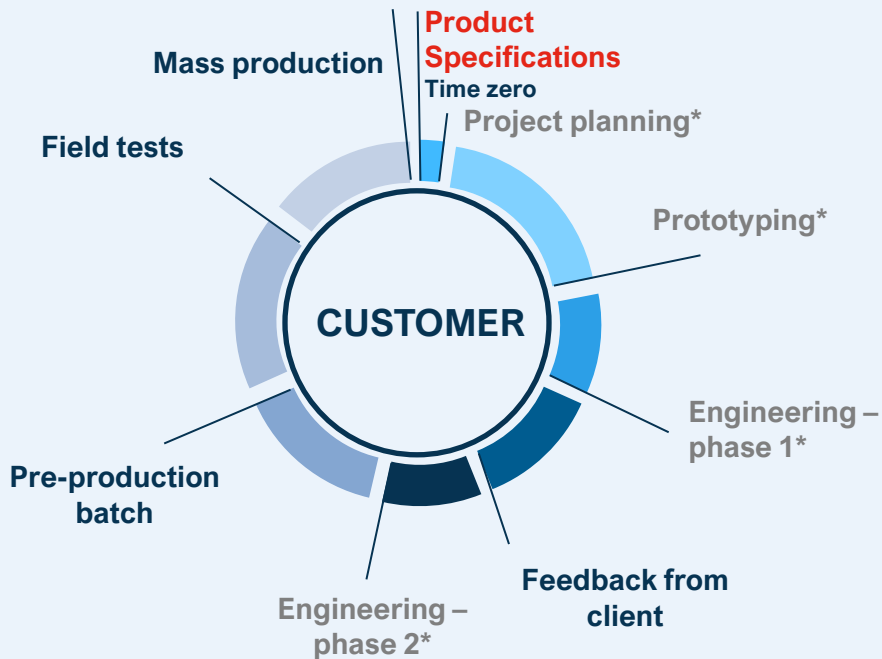 Product
Specifications
Time zero
Project planning*
Prototyping*
Engineering –
phase 1*
Feedback from
client
Engineering –
phase 2*
Pre-production
batch
Field tests
Mass production
CUSTOMER